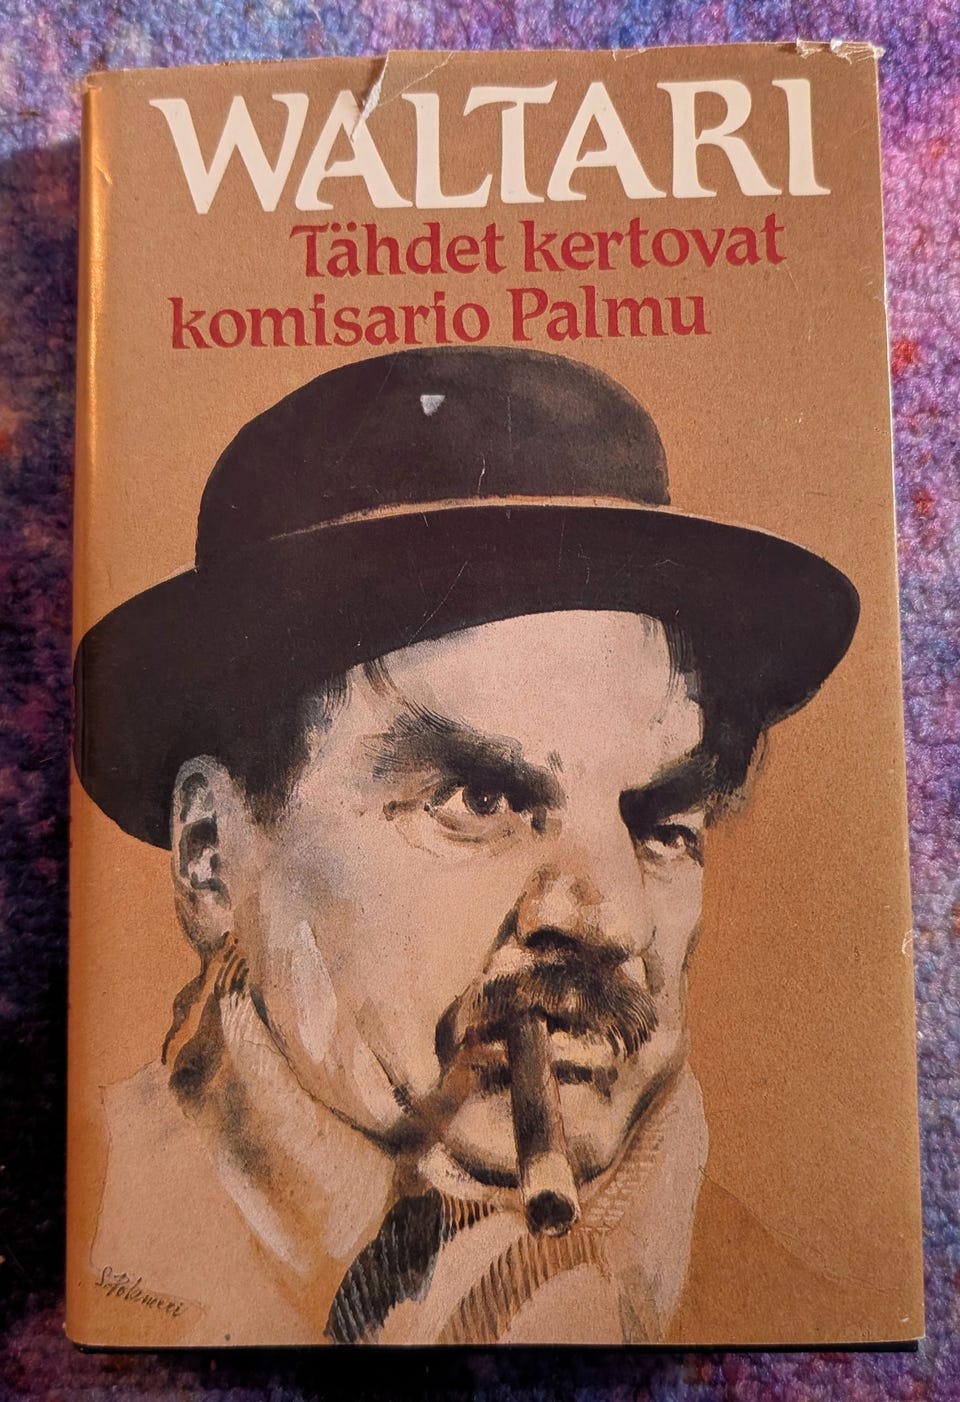 WALTARI
Tähdet kertovat
komisario Palmu